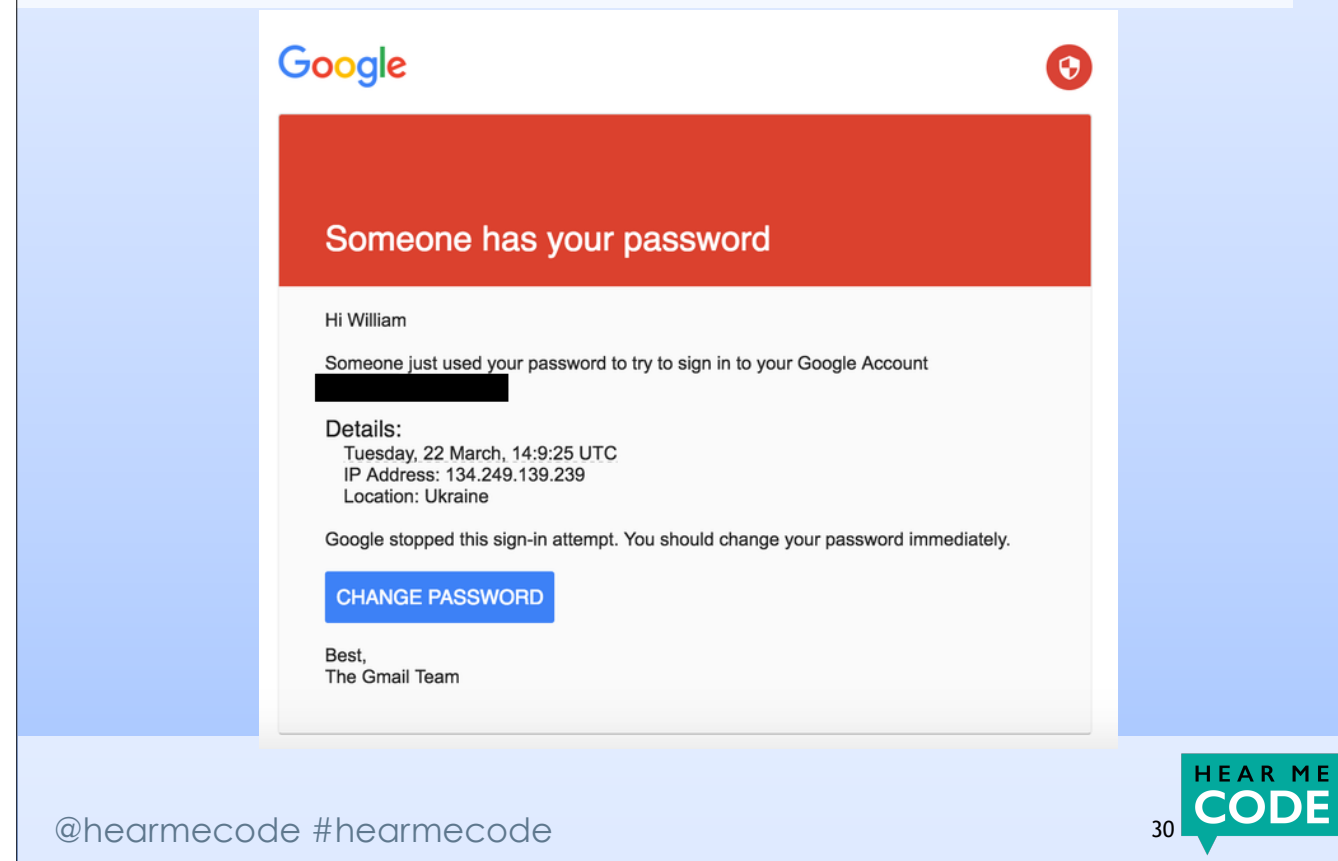 Google
Someone has your password
Hi William
Someone just used your password to try to sign in to your Google Account
Details:
Tuesday, 22 March, 14:9:25 UTC
IP Address: 134.249.139.239
Location: Ukraine
Google stopped this sign-in attempt. You should change your password immediately.
CHANGE PASSWORD
Best,
The Gmail Team
@hearmecode #hearmecode
30
HEAR ME
CODE